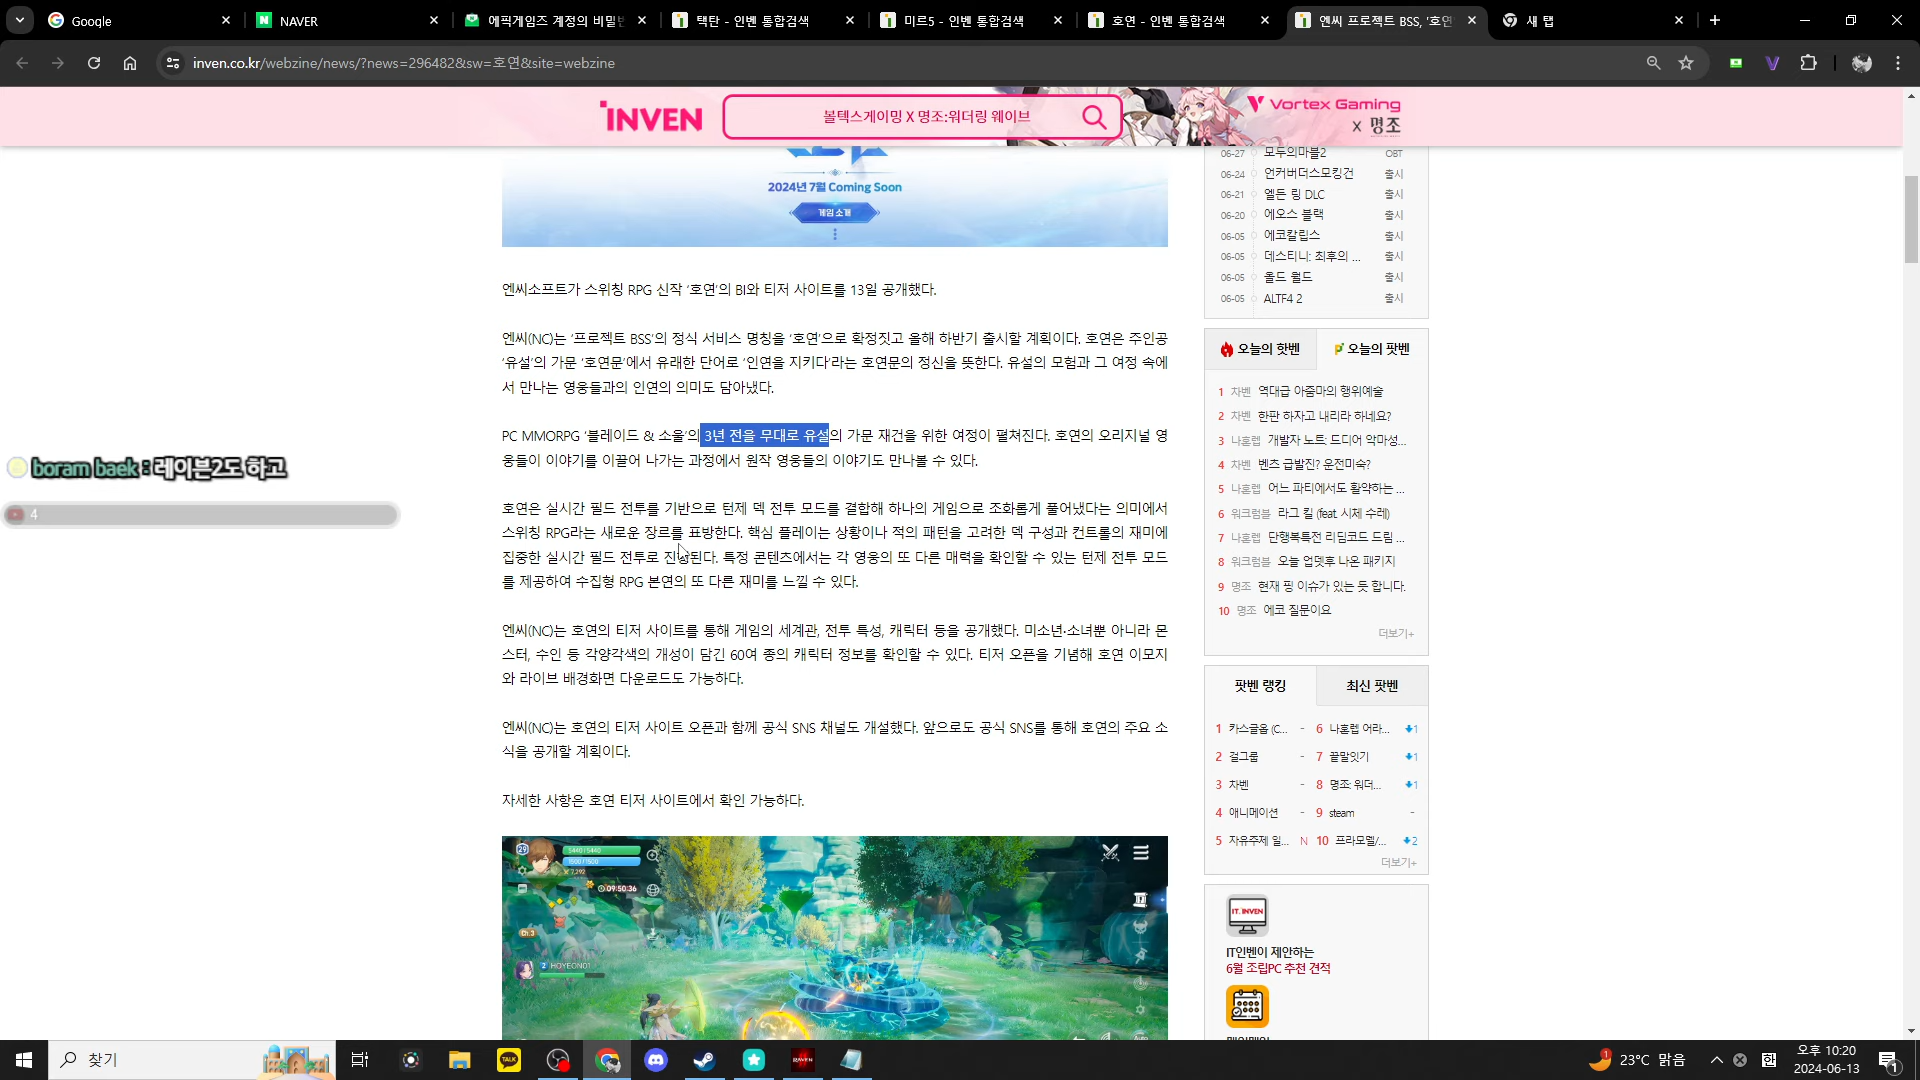 Google
NAVER
에픽게임즈 계정의 비밀번
택탄 - 인벤 통합검색
미르5 - 인벤 통합검색
호연 - 인벤 통합검색
엔씨 프로젝트 BSS, '호연
새 탭
inven.co.kr/webzine/news/?news=296482&sw=호연&site=webzine
INVEN
볼텍스게이밍 X 명조:워더링 웨이브
Vortex Gaming
X 명조
2024년 7월 Coming Soon
게임 소개
엔씨소프트가 스위칭 RPG 신작 '호연'의 BI와 티저 사이트를 13일 공개했다.
엔씨(NC)는 '프로젝트 BSS'의 정식 서비스 명칭을 '호연'으로 확정짓고 올해 하반기 출시할 계획이다. 호연은 주인공
'유설'의 가문 '호연문'에서 유래한 단어로 '인연을 지키다'라는 호연문의 정신을 뜻한다. 유설의 모험과 그 여정 속에
서 만나는 영웅들과의 인연의 의미도 담아냈다.
PC MMORPG '블레이드 & 소울'의 3년 전을 무대로 유설의 가문 재건을 위한 여정이 펼쳐진다. 호연의 오리지널 영
웅들이 이야기를 이끌어 나가는 과정에서 원작 영웅들의 이야기도 만나볼 수 있다.
호연은 실시간 필드 전투를 기반으로 턴제 덱 전투 모드를 결합해 하나의 게임으로 조화롭게 풀어냈다는 의미에서
스위칭 RPG라는 새로운 장르를 표방한다. 핵심 플레이는 상황이나 적의 패턴을 고려한 덱 구성과 컨트롤의 재미에
집중한 실시간 필드 전투로 진행된다. 특정 콘텐츠에서는 각 영웅의 또 다른 매력을 확인할 수 있는 턴제 전투 모드
를 제공하여 수집형 RPG 본연의 또 다른 재미를 느낄 수 있다.
엔씨(NC)는 호연의 티저 사이트를 통해 게임의 세계관, 전투 특성, 캐릭터 등을 공개했다. 미소년·소녀뿐 아니라 몬
스터, 수인 등 각양각색의 개성이 담긴 60여 종의 캐릭터 정보를 확인할 수 있다. 티저 오픈을 기념해 호연 이모지
와 라이브 배경화면 다운로드도 가능하다.
엔씨(NC)는 호연의 티저 사이트 오픈과 함께 공식 SNS 채널도 개설했다. 앞으로도 공식 SNS를 통해 호연의 주요 소
식을 공개할 계획이다.
자세한 사항은 호연 티저 사이트에서 확인 가능하다.
29
5440/5440
1500/1500
7,292
09:50:36
Ch.3
2 HOYEON01
boram baek : 레이븐2도 하고
4
06-27 모두의마블2 OBT
06-24 언커버더스모킹건 출시
06-21 엘든 링 DLC 출시
06-20 에오스 블랙 출시
06-05 에코칼립스 출시
06-05 데스티니: 최후의 ... 출시
06-05 올드 월드 출시
06-05 ALTF4 2 출시
오늘의 핫벤
오늘의 팟벤
1 차벤 역대급 아줌마의 행위예술
2 차벤 한판 하자고 내리라 하네요?
3 나혼렙 개발자 노트: 드디어 악마성...
4 차벤 벤츠 급발진? 운전미숙?
5 나혼렙 어느 파티에서도 활약하는 ...
6 워크럼블 라그 킬 (feat. 시체 수레)
7 나혼렙 단행복특전 리딤코드 드림 ...
8 워크럼블 오늘 업뎃후 나온 패키지
9 명조 현재 핑 이슈가 있는 듯 합니다.
10 명조 에코 질문이요
더보기+
팟벤 랭킹
최신 팟벤
1 카스글옵 (C... - 6 나혼렙 어라... 1
2 걸그룹 - 7 끝말잇기 1
3 차벤 - 8 명조: 워더... 1
4 애니메이션 - 9 steam -
5 자유주제 일... N 10 프라모델/... 2
더보기+
IT. INVEN
IT인벤이 제안하는
6월 조립PC 추천 견적
찾기
TALK
RAVEN
1
23°C 맑음
한
오후 10:20
2024-06-13
1